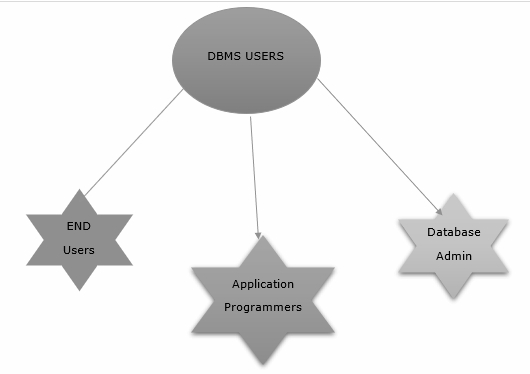 DBMS USERS
END
Users
Application
Programmers
Database
Admin